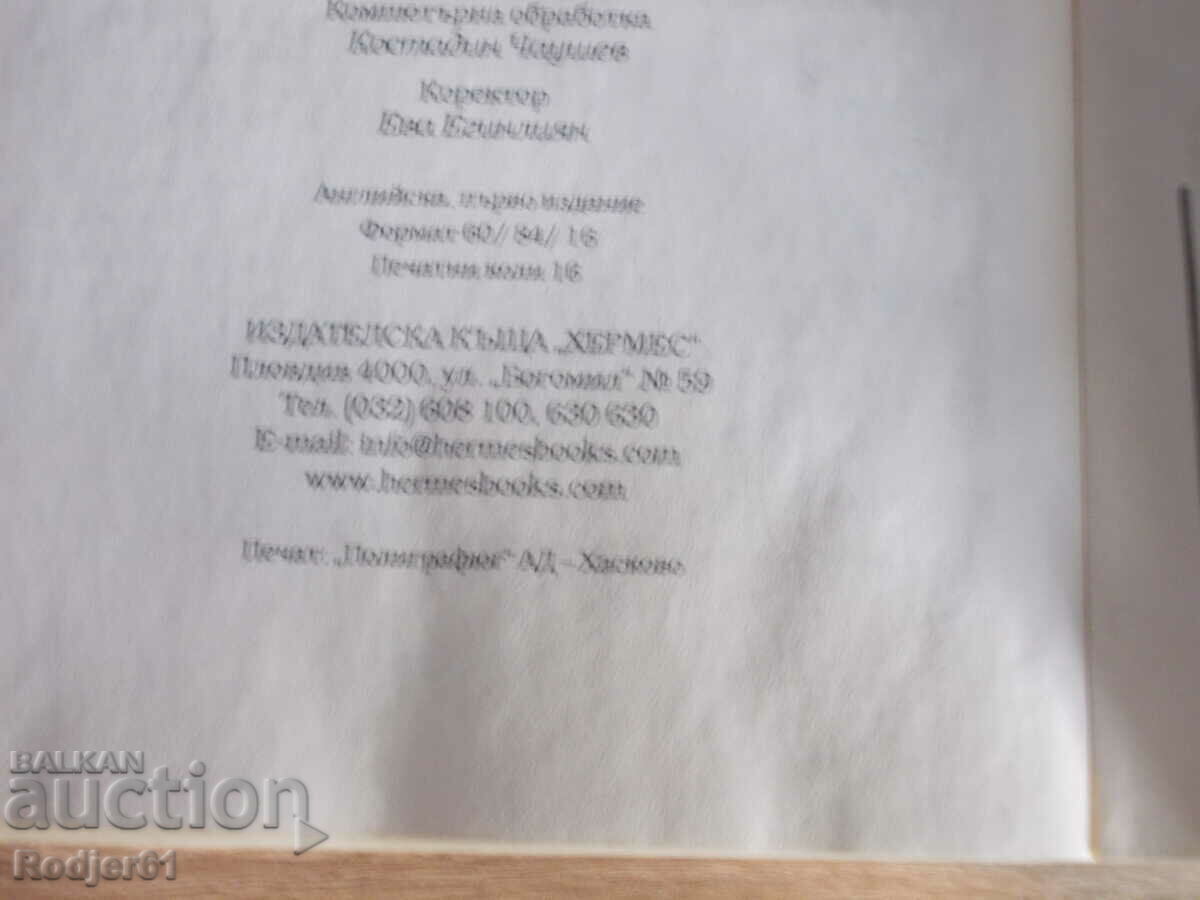 Компютърна обработка
Костадин Чаушев
Коректор
Ева Егинлиян
Английска, първо издание
Формат 60/ 84/ 16
Печатни коли 16
ИЗДАТЕЛСКА КЪЩА „ХЕРМЕС“
Пловдив 4000, ул. „Богомил“ № 59
Тел. (032) 608 100, 630 630
E-mail: info@hermesbooks.com
www.hermesbooks.com
Печат: „Полиграфюг“ АД – Хасково
BALKAN
auction
Rodjer61